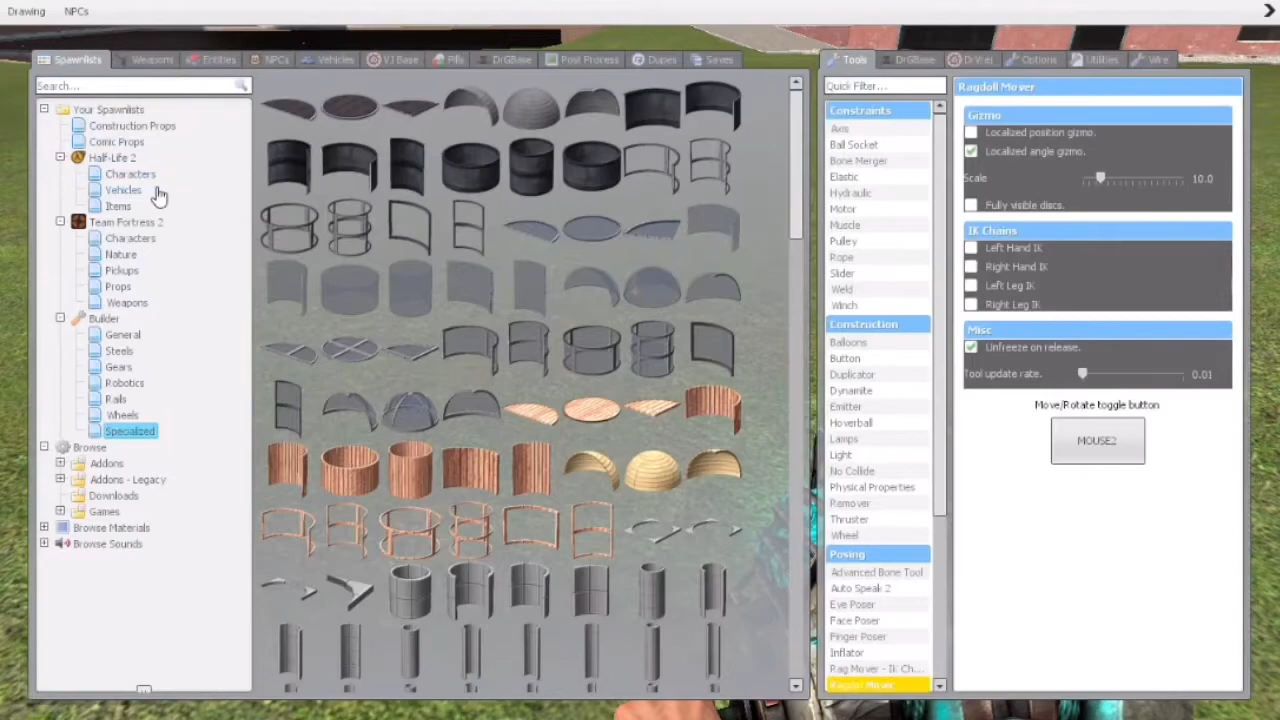 Drawing NPCs
Spawnlists Weapons Entities NPCs Vehicles VJ Base Pills DrGBase Post Process Dupes Saves
Search...
Your Spawnlists
Construction Props
Comic Props
Half-Life 2
Characters
Vehicles
Items
Team Fortress 2
Characters
Nature
Pickups
Props
Weapons
Builder
General
Steels
Gears
Robotics
Rails
Wheels
Specialized
Browse
Addons
Addons - Legacy
Downloads
Games
Browse Materials
Browse Sounds
Tools DrGBase DrVrej Options Utilities Wire
Quick Filter...
Constraints
Axis
Ball Socket
Bone Merger
Elastic
Hydraulic
Motor
Muscle
Pulley
Rope
Slider
Weld
Winch
Construction
Balloons
Button
Duplicator
Dynamite
Emitter
Hoverball
Lamps
Light
No Collide
Physical Properties
Remover
Thruster
Wheel
Posing
Advanced Bone Tool
Auto Speak 2
Eye Poser
Face Poser
Finger Poser
Inflator
Rag Mover - IK Ch...
Ragdoll Mover
Ragdoll Mover
Gizmo
Localized position gizmo.
Localized angle gizmo.
Scale 10.0
Fully visible discs.
IK Chains
Left Hand IK
Right Hand IK
Left Leg IK
Right Leg IK
Misc
Unfreeze on release.
Tool update rate. 0.01
Move/Rotate toggle button
MOUSE2